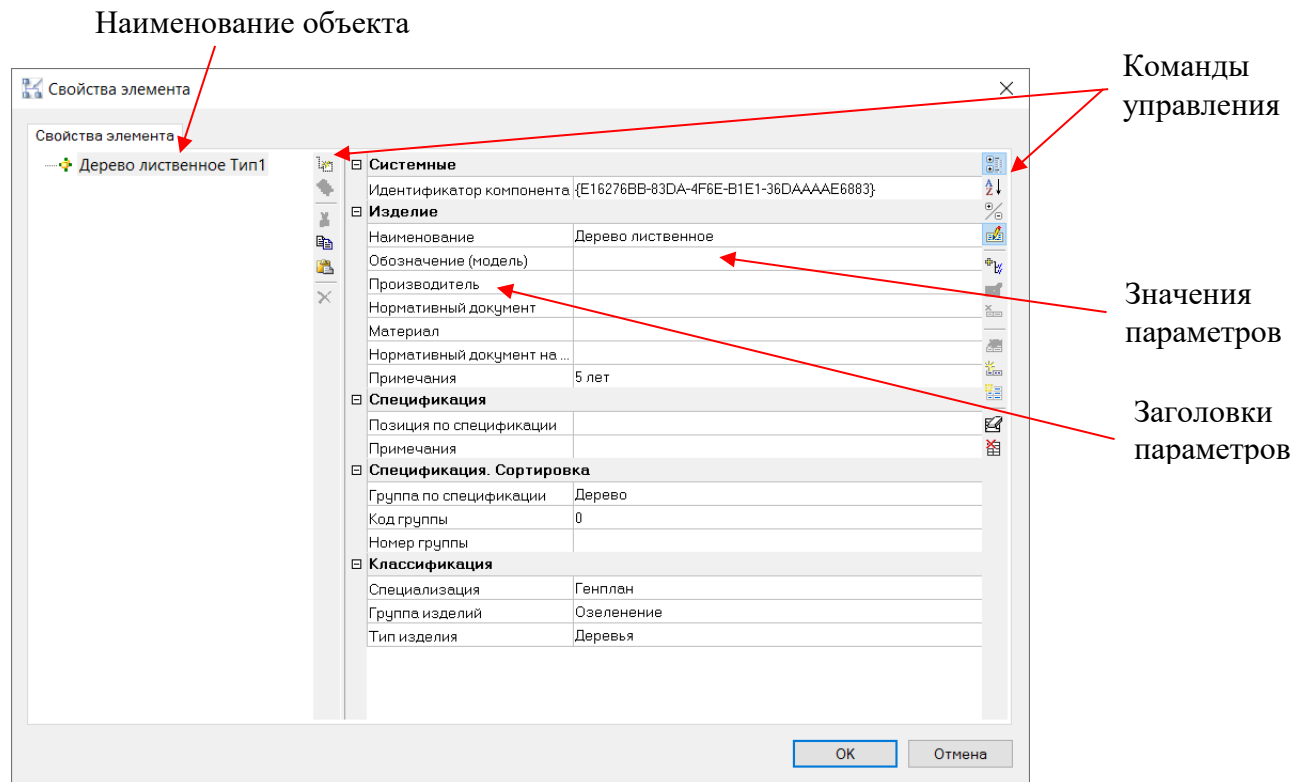 Наименование объекта
Команды
управления
Свойства элемента
Свойства элемента
Дерево лиственное Тип1
Системные
Идентификатор компонента {E16276BB-83DA-4F6E-B1E1-36DAAAAE6883}
Изделие
Наименование Дерево лиственное
Обозначение (модель)
Производитель
Нормативный документ
Материал
Нормативный документ на ...
Примечания 5 лет
Спецификация
Позиция по спецификации
Примечания
Спецификация. Сортировка
Группа по спецификации Дерево
Код группы 0
Номер группы
Классификация
Специализация Генплан
Группа изделий Озеленение
Тип изделия Деревья
Значения
параметров
Заголовки
параметров
OK Отмена